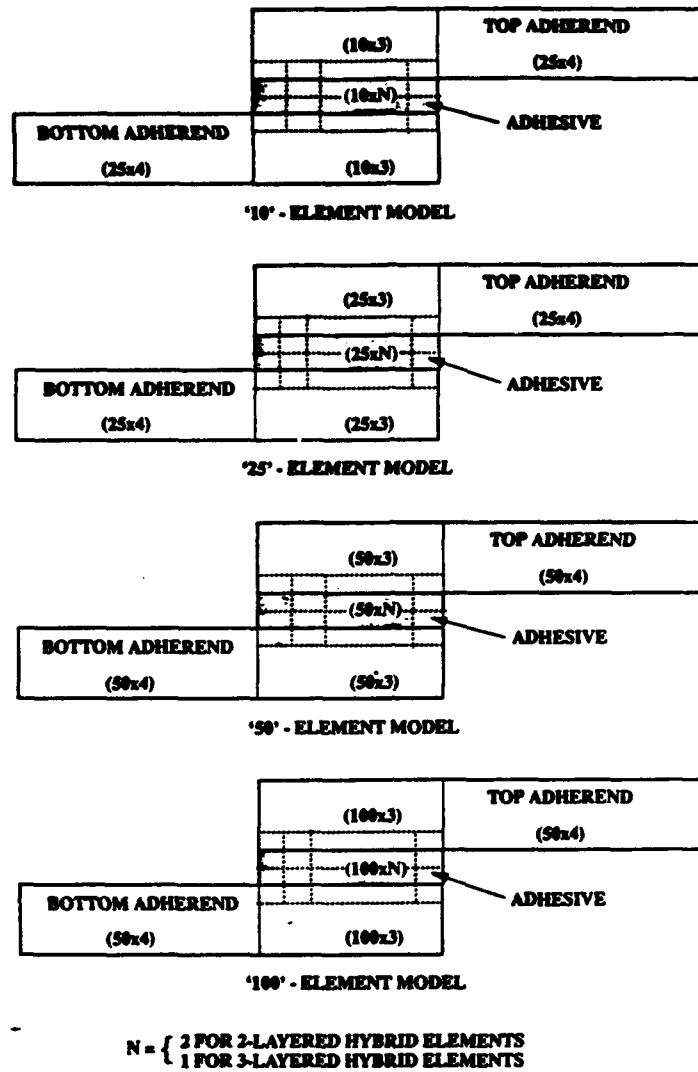 TOP ADHEREND
(10x3)
(25x4)
(10xN)
ADHESIVE
BOTTOM ADHEREND
(25x4)
(10x3)
'10' - ELEMENT MODEL
TOP ADHEREND
(25x3)
(25x4)
(25xN)
ADHESIVE
BOTTOM ADHEREND
(25x4)
(25x3)
'25' - ELEMENT MODEL
TOP ADHEREND
(50x3)
(50x4)
(50xN)
ADHESIVE
BOTTOM ADHEREND
(50x4)
(50x3)
'50' - ELEMENT MODEL
TOP ADHEREND
(100x3)
(50x4)
(100xN)
ADHESIVE
BOTTOM ADHEREND
(50x4)
(100x3)
'100' - ELEMENT MODEL
N = { 2 FOR 2-LAYERED HYBRID ELEMENTS
1 FOR 3-LAYERED HYBRID ELEMENTS